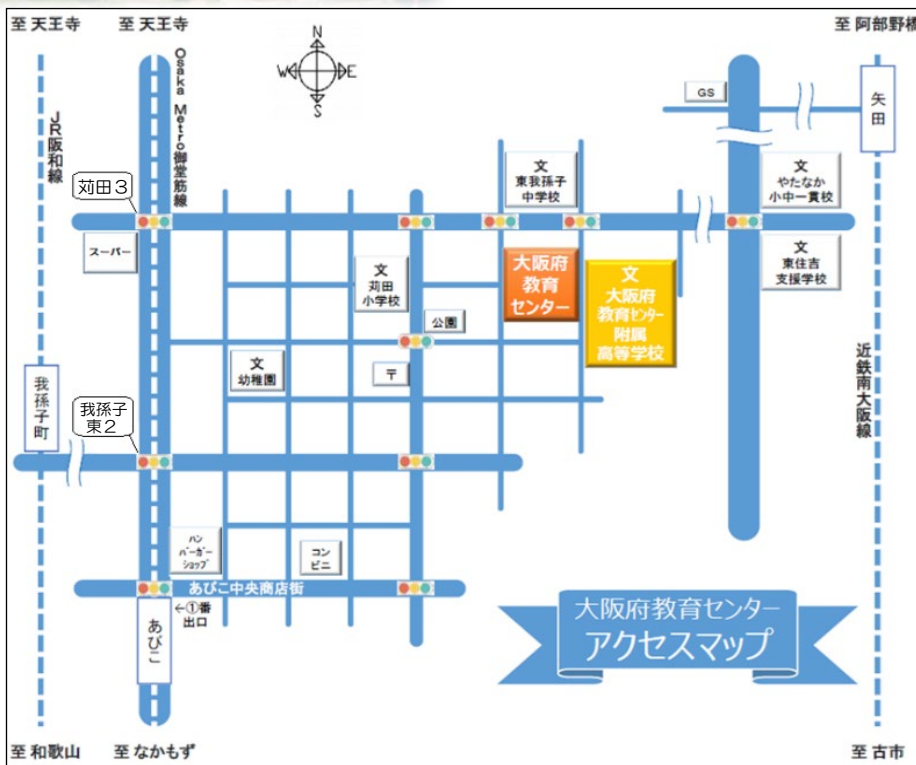 至 天王寺
至 天王寺
至 阿部野橋
N
W
E
S
JR阪和線
Osaka Metro御堂筋線
GS
矢田
苅田3
文
東我孫子
中学校
文
やたなか
小中一貫校
スーパー
文
苅田
小学校
大阪府
教育
センター
文
大阪府
教育センター
附属
高等学校
文
東住吉
支援学校
公園
文
幼稚園
〒
我孫子町
近鉄南大阪線
我孫子
東2
ハン
バーガー
ショップ
コン
ビニ
あびこ中央商店街
←①番
出口
あびこ
大阪府教育センター
アクセスマップ
至 和歌山
至 なかもず
至 古市